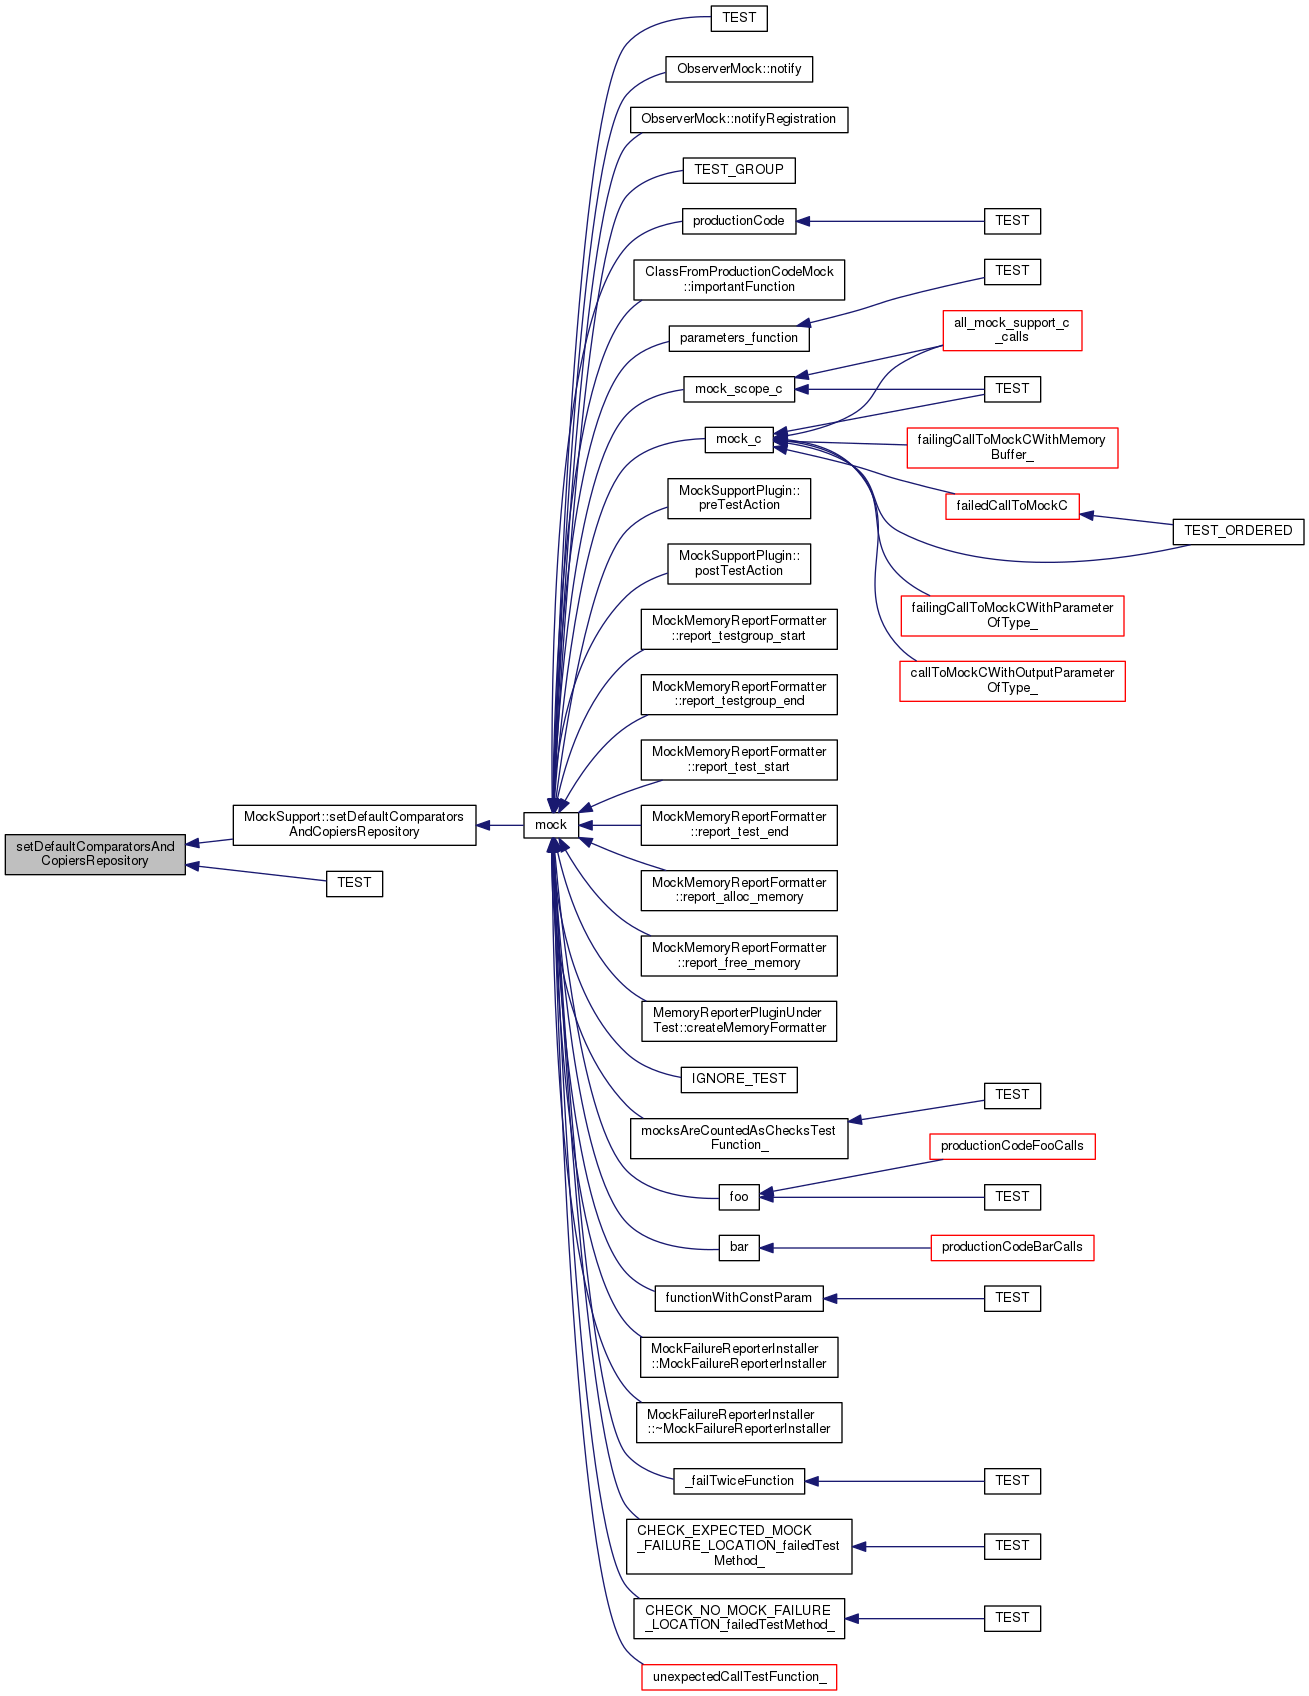 TEST
ObserverMock::notify
ObserverMock::notifyRegistration
TEST_GROUP
productionCode
TEST
ClassFromProductionCodeMock
::importantFunction
TEST
parameters_function
all_mock_support_c
_calls
mock_scope_c
TEST
mock_c
failingCallToMockCWithMemory
Buffer_
MockSupportPlugin::
preTestAction
failedCallToMockC
TEST_ORDERED
MockSupportPlugin::
postTestAction
failingCallToMockCWithParameter
OfType_
MockMemoryReportFormatter
::report_testgroup_start
callToMockCWithOutputParameter
OfType_
MockMemoryReportFormatter
::report_testgroup_end
MockMemoryReportFormatter
::report_test_start
setDefaultComparatorsAnd
CopiersRepository
MockSupport::setDefaultComparators
AndCopiersRepository
TEST
mock
MockMemoryReportFormatter
::report_test_end
MockMemoryReportFormatter
::report_alloc_memory
MockMemoryReportFormatter
::report_free_memory
MemoryReporterPluginUnder
Test::createMemoryFormatter
IGNORE_TEST
mocksAreCountedAsChecksTest
Function_
TEST
productionCodeFooCalls
foo
TEST
bar
productionCodeBarCalls
functionWithConstParam
TEST
MockFailureReporterInstaller
::MockFailureReporterInstaller
MockFailureReporterInstaller
::~MockFailureReporterInstaller
_failTwiceFunction
TEST
CHECK_EXPECTED_MOCK
_FAILURE_LOCATION_failedTest
Method_
TEST
CHECK_NO_MOCK_FAILURE
_LOCATION_failedTestMethod_
TEST
unexpectedCallTestFunction_